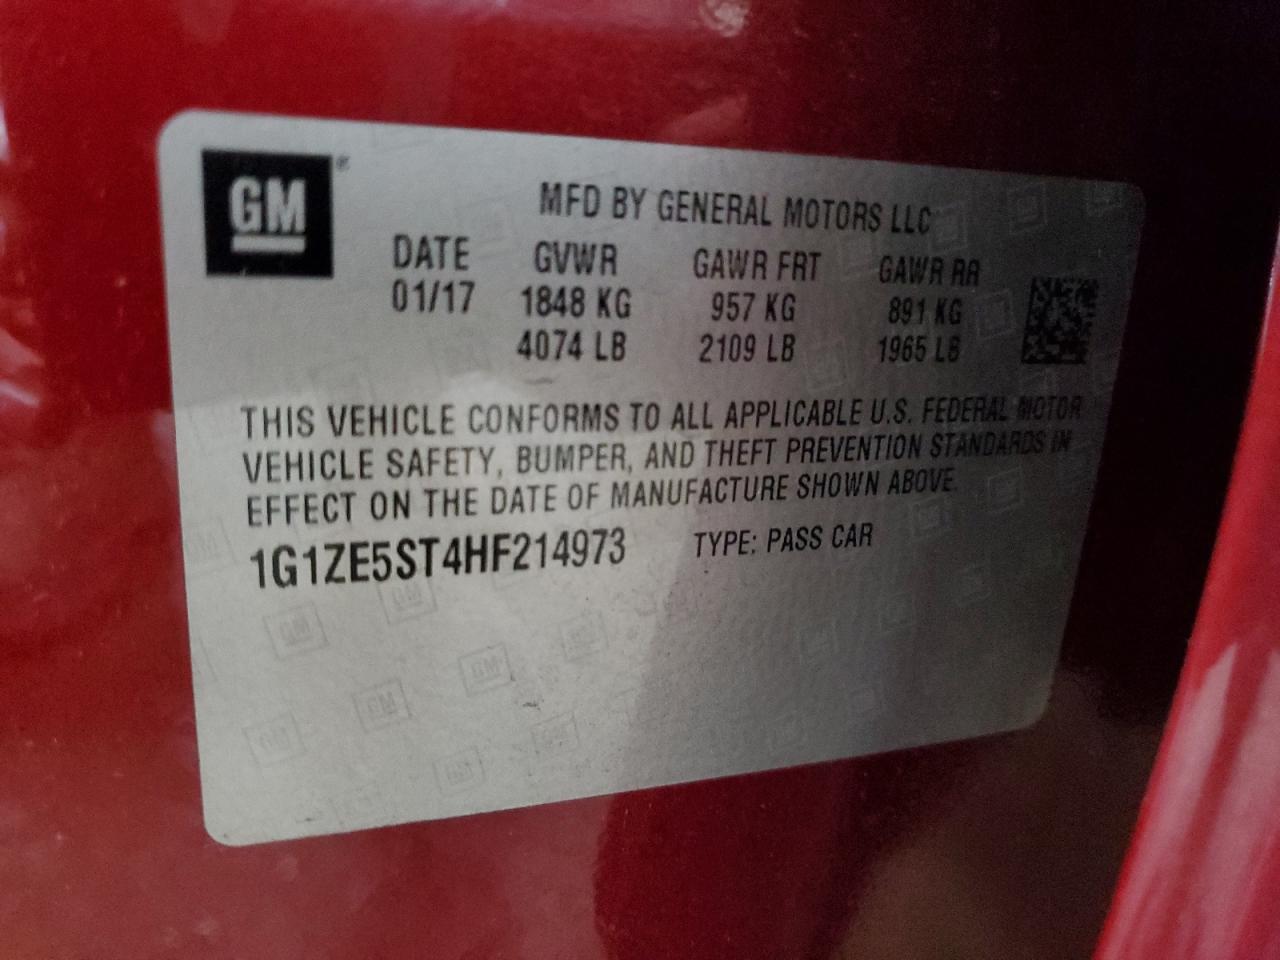 GM®
MFD BY GENERAL MOTORS LLC
DATE GVWR GAWR FRT GAWR RR
01/17 1848 KG 957 KG 891 KG
4074 LB 2109 LB 1965 LB
THIS VEHICLE CONFORMS TO ALL APPLICABLE U.S. FEDERAL MOTOR
VEHICLE SAFETY, BUMPER, AND THEFT PREVENTION STANDARDS IN
EFFECT ON THE DATE OF MANUFACTURE SHOWN ABOVE.
1G1ZE5ST4HF214973 TYPE: PASS CAR